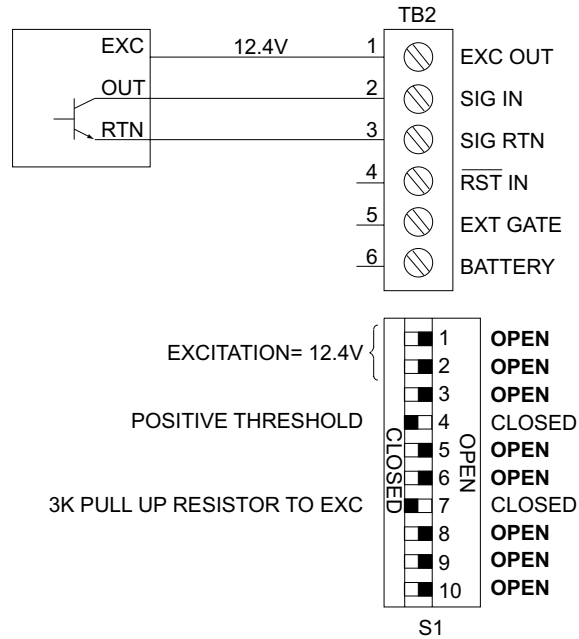 TB2
EXC 12.4V 1 EXC OUT
OUT 2 SIG IN
RTN 3 SIG RTN
4 R̅S̅T̅ IN
5 EXT GATE
6 BATTERY
EXCITATION= 12.4V
1 OPEN
2 OPEN
3 OPEN
POSITIVE THRESHOLD 4 CLOSED
5 OPEN
6 OPEN
3K PULL UP RESISTOR TO EXC 7 CLOSED
8 OPEN
9 OPEN
10 OPEN
CLOSED
OPEN
S1